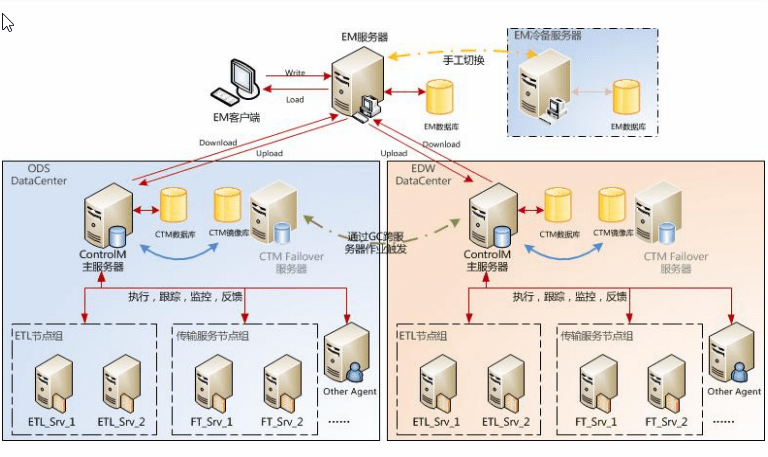 EM服务器
EM冷备服务器
手工切换
Write
Load
EM客户端
EM数据库
EM数据库
Download
Upload
Upload
Download
ODS
DataCenter
EDW
DataCenter
CTM数据库
CTM镜像库
通过GC跨服
务器作业触发
CTM数据库
CTM镜像库
ControlM
主服务器
CTM Failover
服务器
ControlM
主服务器
CTM Failover
服务器
执行，跟踪，监控，反馈
执行，跟踪，监控，反馈
ETL节点组
传输服务节点组
ETL节点组
传输服务节点组
Other Agent
Other Agent
ETL_Srv_1
ETL_Srv_2
FT_Srv_1
FT_Srv_2
……
ETL_Srv_1
ETL_Srv_2
FT_Srv_1
FT_Srv_2
……